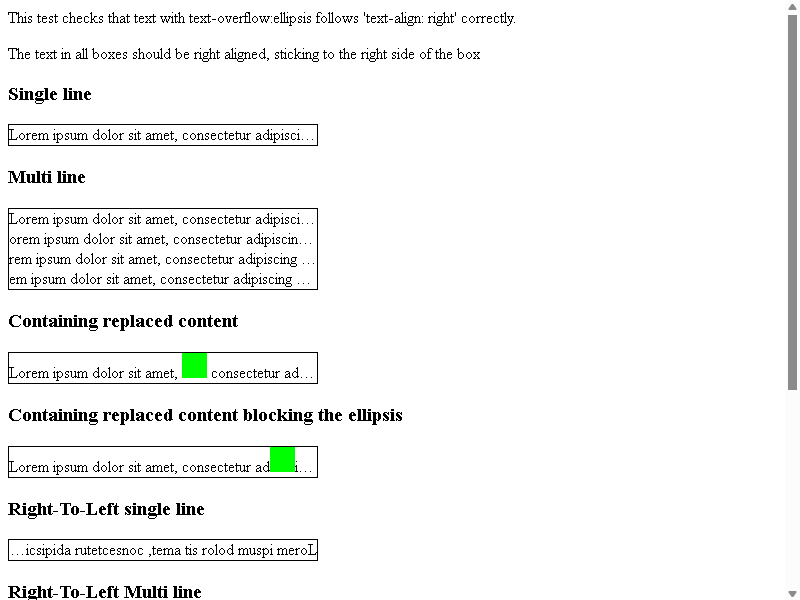 This test checks that text with text-overflow:ellipsis follows 'text-align: right' correctly.
The text in all boxes should be right aligned, sticking to the right side of the box
Single line
Lorem ipsum dolor sit amet, consectetur adipisci…
Multi line
Lorem ipsum dolor sit amet, consectetur adipisci…
orem ipsum dolor sit amet, consectetur adipiscin…
rem ipsum dolor sit amet, consectetur adipiscing …
em ipsum dolor sit amet, consectetur adipiscing …
Containing replaced content
Lorem ipsum dolor sit amet, consectetur ad…
Containing replaced content blocking the ellipsis
Lorem ipsum dolor sit amet, consectetur ad i…
Right-To-Left single line
…icsipida rutetcesnoc ,tema tis rolod muspi meroL
Right-To-Left Multi line